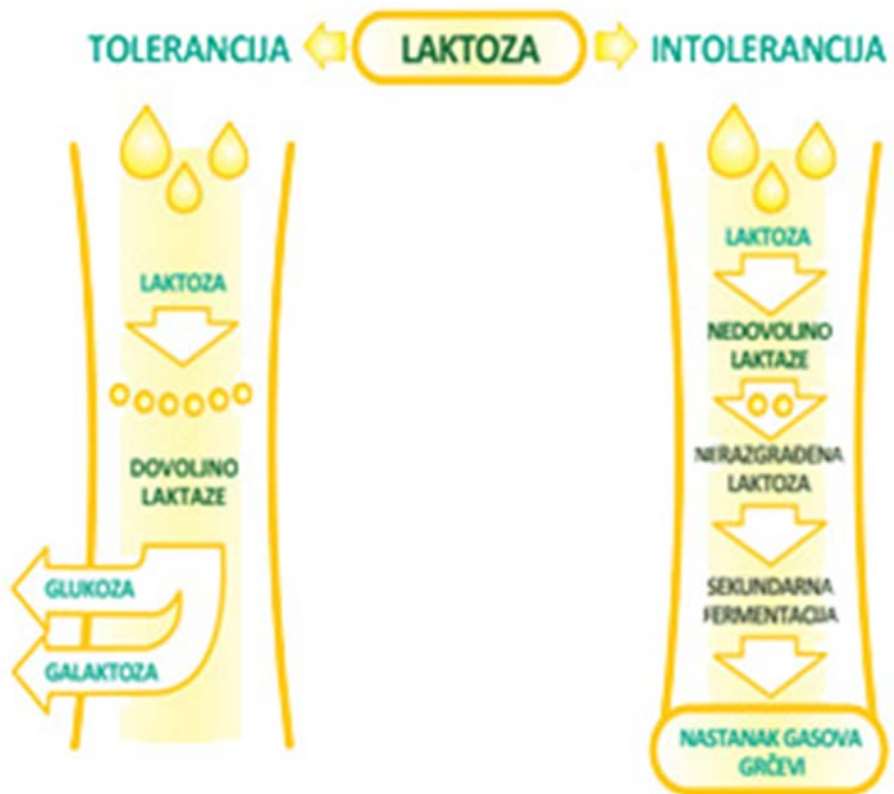 TOLERANCIJA LAKTOZA INTOLERANCIJA
LAKTOZA
DOVOLJNO
LAKTAZE
GLUKOZA
GALAKTOZA
LAKTOZA
NEDOVOLJNO
LAKTAZE
NERAZGRAĐENA
LAKTOZA
SEKUNDARNA
FERMENTACIJA
NASTANAK GASOVA
GRČEVI